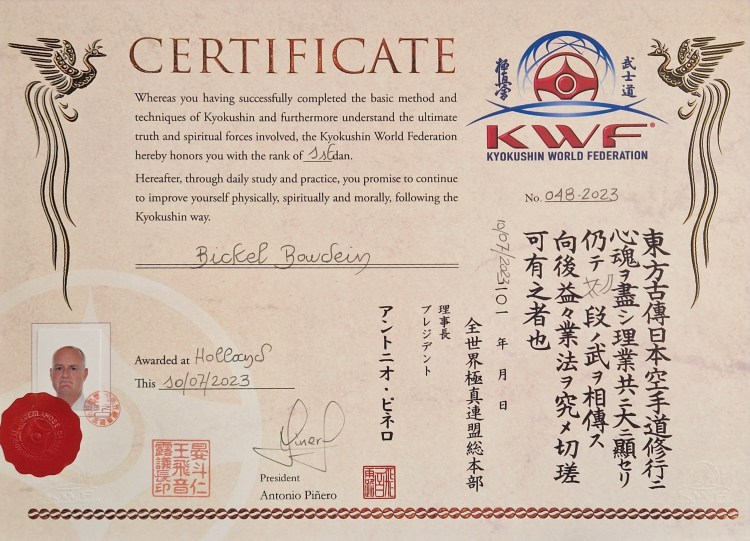 CERTIFICATE
Whereas you having successfully completed the basic method and
techniques of Kyokushin and furthermore understand the ultimate
truth and spiritual forces involved, the Kyokushin World Federation
hereby honors you with the rank of 1st dan.
Hereafter, through daily study and practice, you promise to continue
to improve yourself physically, spiritually and morally, following the
Kyokushin way.
Bickel Bowdein
Awarded at Holland
This 10/07/2023
President
Antonio Piñero
極真会
武士道
KWF
KYOKUSHIN WORLD FEDERATION
No. 048-2023
東方古傳日本空手道修行ニ
心魂ヲ盡シ理業共ニ大ニ顯セリ
仍テ初段ノ武ヲ相傳ス
向後益々業法ヲ究メ切瑳
可有之者也
10/07/2023
年月日
全世界極真連盟総本部
理事長
プレジデント
アントニオ・ピネロ